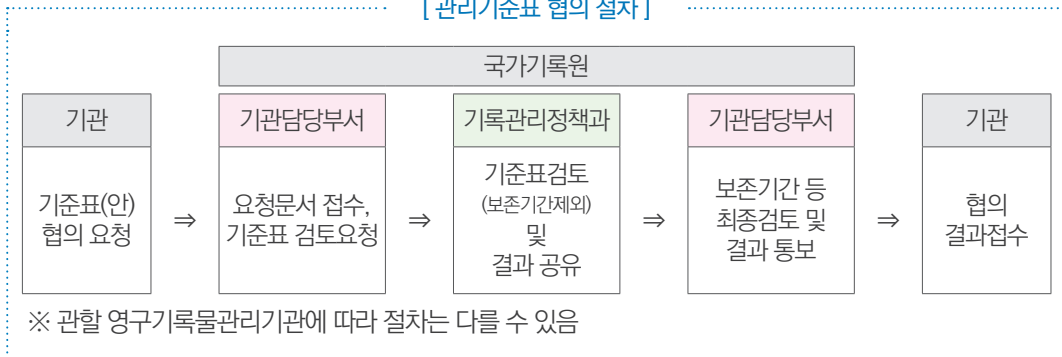 [ 관리기준표 협의 절차 ]
국가기록원
기관
기관담당부서
기록관리정책과
기관담당부서
기관
기준표(안)
협의 요청
⇒
요청문서 접수,
기준표 검토요청
⇒
기준표검토
(보존기간제외)
및
결과 공유
⇒
보존기간 등
최종검토 및
결과 통보
⇒
협의
결과접수
※ 관할 영구기록물관리기관에 따라 절차는 다를 수 있음